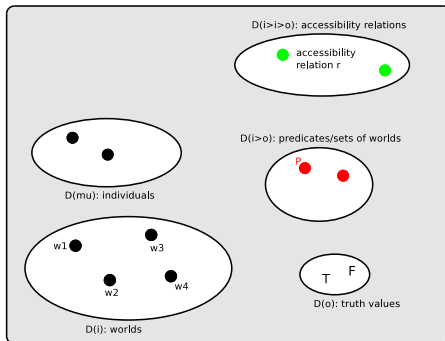 D(i>i>o): accessibility relations
accessibility
relation r
D(i>o): predicates/sets of worlds
P
D(mu): individuals
w1
w3
w2
w4
D(i): worlds
T
F
D(o): truth values